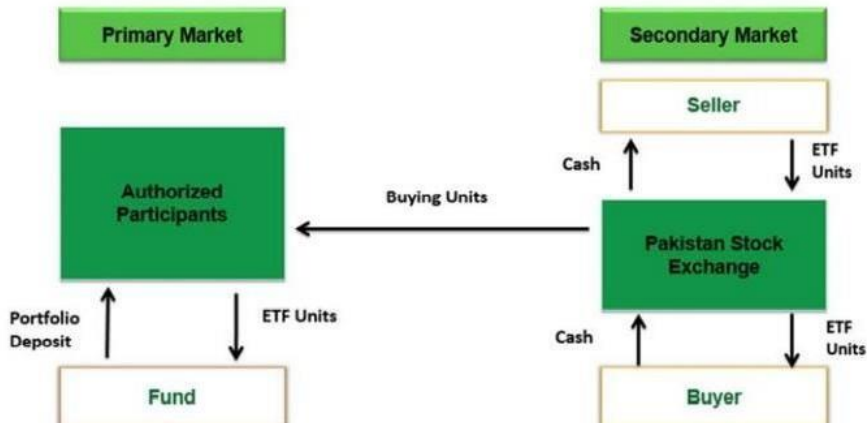 Primary Market
Secondary Market
Seller
Cash
ETF
Units
Authorized
Participants
Buying Units
Pakistan Stock
Exchange
Portfolio
Deposit
ETF Units
Cash
ETF
Units
Fund
Buyer